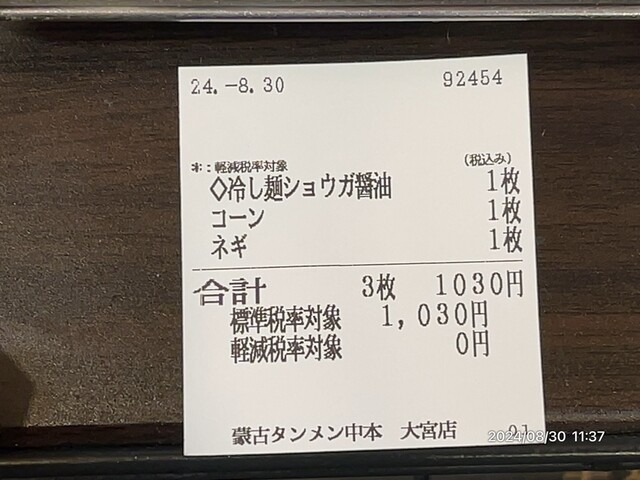 24.-8.30 92454
*:軽減税率対象 (税込み)
◇冷し麺ショウガ醤油 1枚
コーン 1枚
ネギ 1枚
合計 3枚 1030円
標準税率対象 1,030円
軽減税率対象 0円
蒙古タンメン中本 大宮店
2024/08/30 11:37